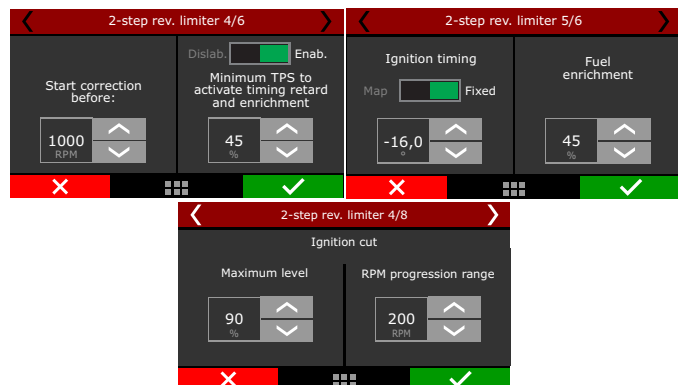 2-step rev. limiter 4/6
Dislab. Enab.
Start correction
before:
Minimum TPS to
activate timing retard
and enrichment
1000
RPM
45
%
2-step rev. limiter 5/6
Ignition timing
Map Fixed
Fuel
enrichment
-16,0
°
45
%
2-step rev. limiter 4/8
Ignition cut
Maximum level
RPM progression range
90
%
200
RPM